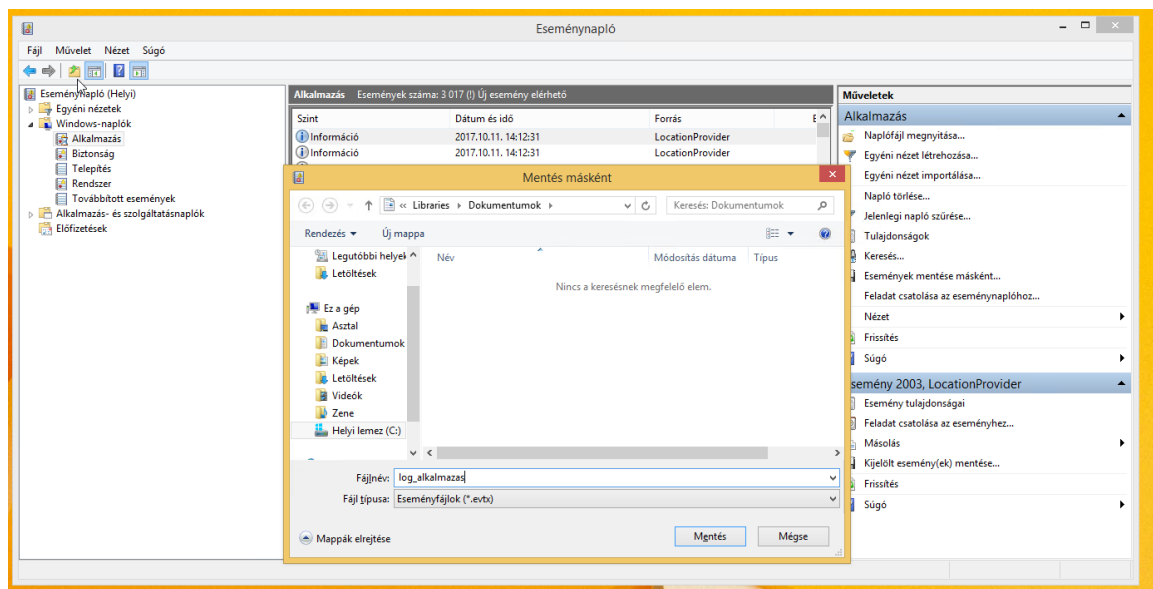 Eseménynapló
Fájl Művelet Nézet Súgó
Eseménynapló (Helyi)
Egyéni nézetek
Windows-naplók
Alkalmazás
Biztonság
Telepítés
Rendszer
Továbbított események
Alkalmazás- és szolgáltatásnaplók
Előfizetések
Alkalmazás Események száma: 3 017 (!) Új esemény elérhető
Szint Dátum és idő Forrás
Információ 2017.10.11. 14:12:31 LocationProvider
Információ 2017.10.11. 14:12:31 LocationProvider
Mentés másként
« Libraries Dokumentumok
Keresés: Dokumentumok
Rendezés Új mappa
Legutóbbi helyek
Letöltések
Ez a gép
Asztal
Dokumentumok
Képek
Letöltések
Videók
Zene
Helyi lemez (C:)
Név Módosítás dátuma Típus
Nincs a keresésnek megfelelő elem.
Fájlnév: log_alkalmazas
Fájl típusa: Eseményfájlok (*.evtx)
Mappák elrejtése
Mentés Mégse
Műveletek
Alkalmazás
Naplófájl megnyitása...
Egyéni nézet létrehozása...
Egyéni nézet importálása...
Napló törlése...
Jelenlegi napló szűrése...
Tulajdonságok
Keresés...
Események mentése másként...
Feladat csatolása az eseménynaplóhoz...
Nézet
Frissítés
Súgó
semény 2003, LocationProvider
Esemény tulajdonságai
Feladat csatolása az eseményhez...
Másolás
Kijelölt esemény(ek) mentése...
Frissítés
Súgó